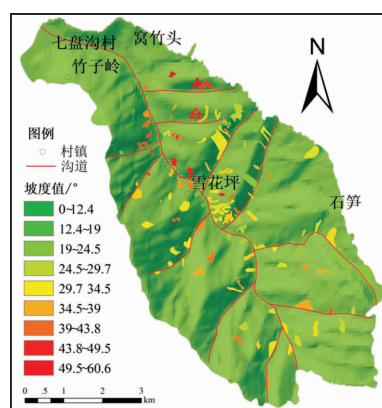 七盘沟村
窝竹头
竹子岭
N
图例
村镇
沟道
雪花坪
石笋
坡度值/°
0~12.4
12.4~19
19~24.5
24.5~29.7
29.7 34.5
34.5~39
39~43.8
43.8~49.5
49.5~60.6
0 .5 1 2 3
km